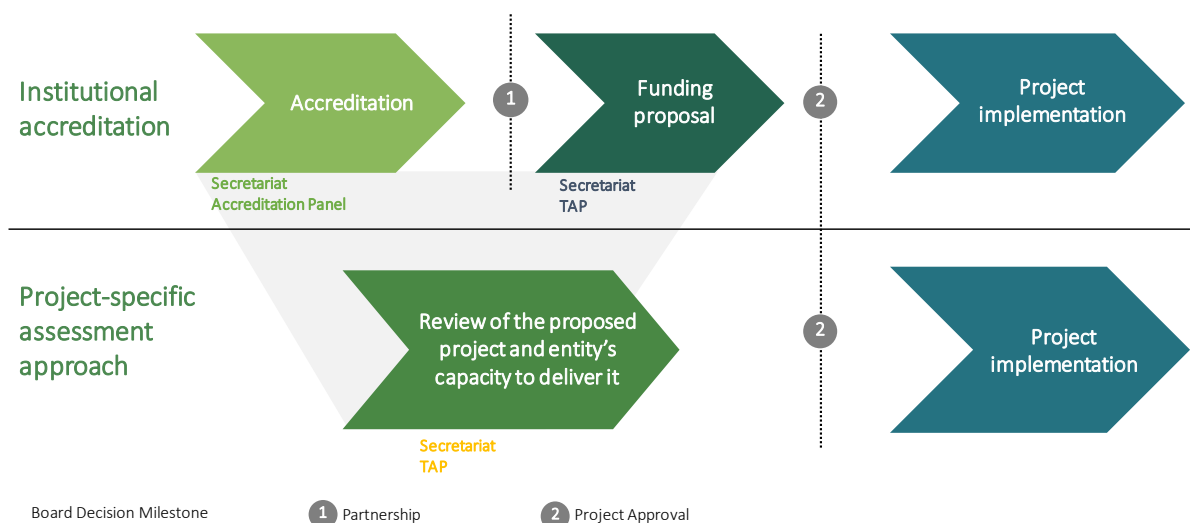 Institutional
accreditation
Accreditation
1
Funding
proposal
2
Project
implementation
Secretariat
Accreditation Panel
Secretariat
TAP
Project-specific
assessment
approach
Review of the proposed
project and entity's
capacity to deliver it
2
Project
implementation
Secretariat
TAP
Board Decision Milestone
1 Partnership
2 Project Approval